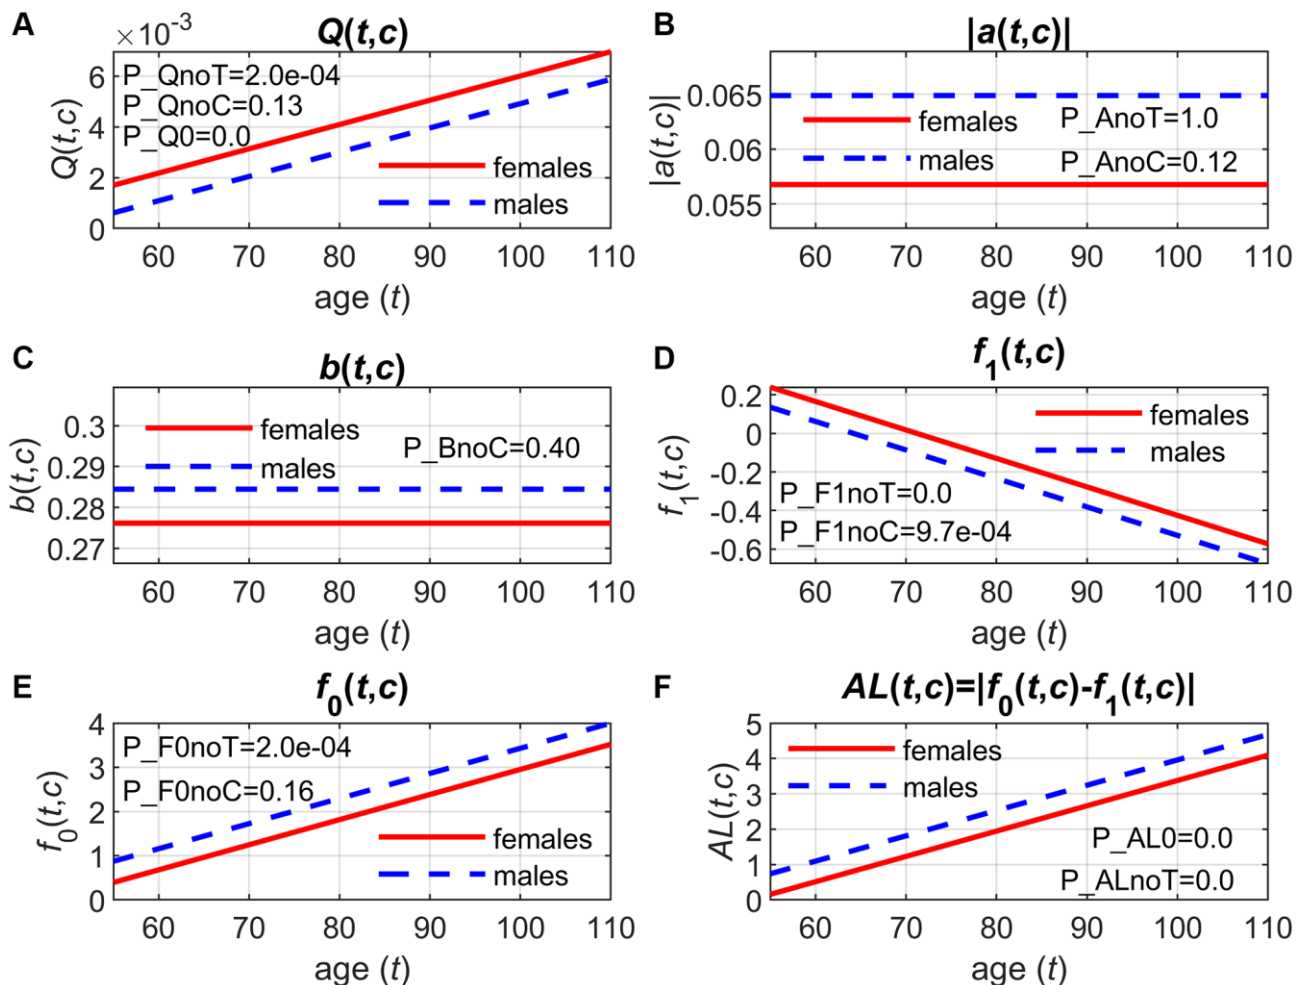 A
×10⁻³
Q(t,c)
Q(t,c)
6
4
2
0
P_QnoT=2.0e-04
P_QnoC=0.13
P_Q0=0.0
females
males
60 70 80 90 100 110
age (t)
B
|a(t,c)|
|a(t,c)|
0.065
0.06
0.055
females
males
P_AnoT=1.0
P_AnoC=0.12
60 70 80 90 100 110
age (t)
C
b(t,c)
b(t,c)
0.3
0.29
0.28
0.27
females
males
P_BnoC=0.40
60 70 80 90 100 110
age (t)
D
f₁(t,c)
f₁(t,c)
0.2
0
-0.2
-0.4
-0.6
females
males
P_F1noT=0.0
P_F1noC=9.7e-04
60 70 80 90 100 110
age (t)
E
f₀(t,c)
f₀(t,c)
4
3
2
1
0
P_F0noT=2.0e-04
P_F0noC=0.16
females
males
60 70 80 90 100 110
age (t)
F
AL(t,c)=|f₀(t,c)-f₁(t,c)|
AL(t,c)
5
4
3
2
1
0
females
males
P_AL0=0.0
P_ALnoT=0.0
60 70 80 90 100 110
age (t)